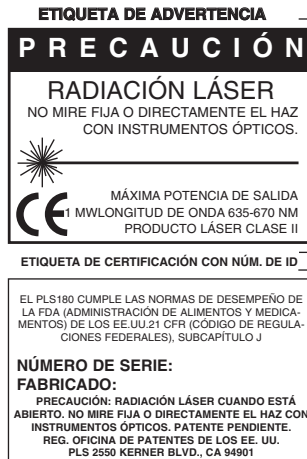 ETIQUETA DE ADVERTENCIA
PRECAUCIÓN
RADIACIÓN LÁSER
NO MIRE FIJA O DIRECTAMENTE EL HAZ
CON INSTRUMENTOS ÓPTICOS.
MÁXIMA POTENCIA DE SALIDA
1 MWLONGITUD DE ONDA 635-670 NM
PRODUCTO LÁSER CLASE II
CE
ETIQUETA DE CERTIFICACIÓN CON NÚM. DE ID
EL PLS180 CUMPLE LAS NORMAS DE DESEMPEÑO DE
LA FDA (ADMINISTRACIÓN DE ALIMENTOS Y MEDICA-
MENTOS) DE LOS EE.UU.21 CFR (CÓDIGO DE REGULA-
CIONES FEDERALES), SUBCAPÍTULO J
NÚMERO DE SERIE:
FABRICADO:
PRECAUCIÓN: RADIACIÓN LÁSER CUANDO ESTÁ
ABIERTO. NO MIRE FIJA O DIRECTAMENTE EL HAZ CON
INSTRUMENTOS ÓPTICOS. PATENTE PENDIENTE.
REG. OFICINA DE PATENTES DE LOS EE. UU.
PLS 2550 KERNER BLVD., CA 94901